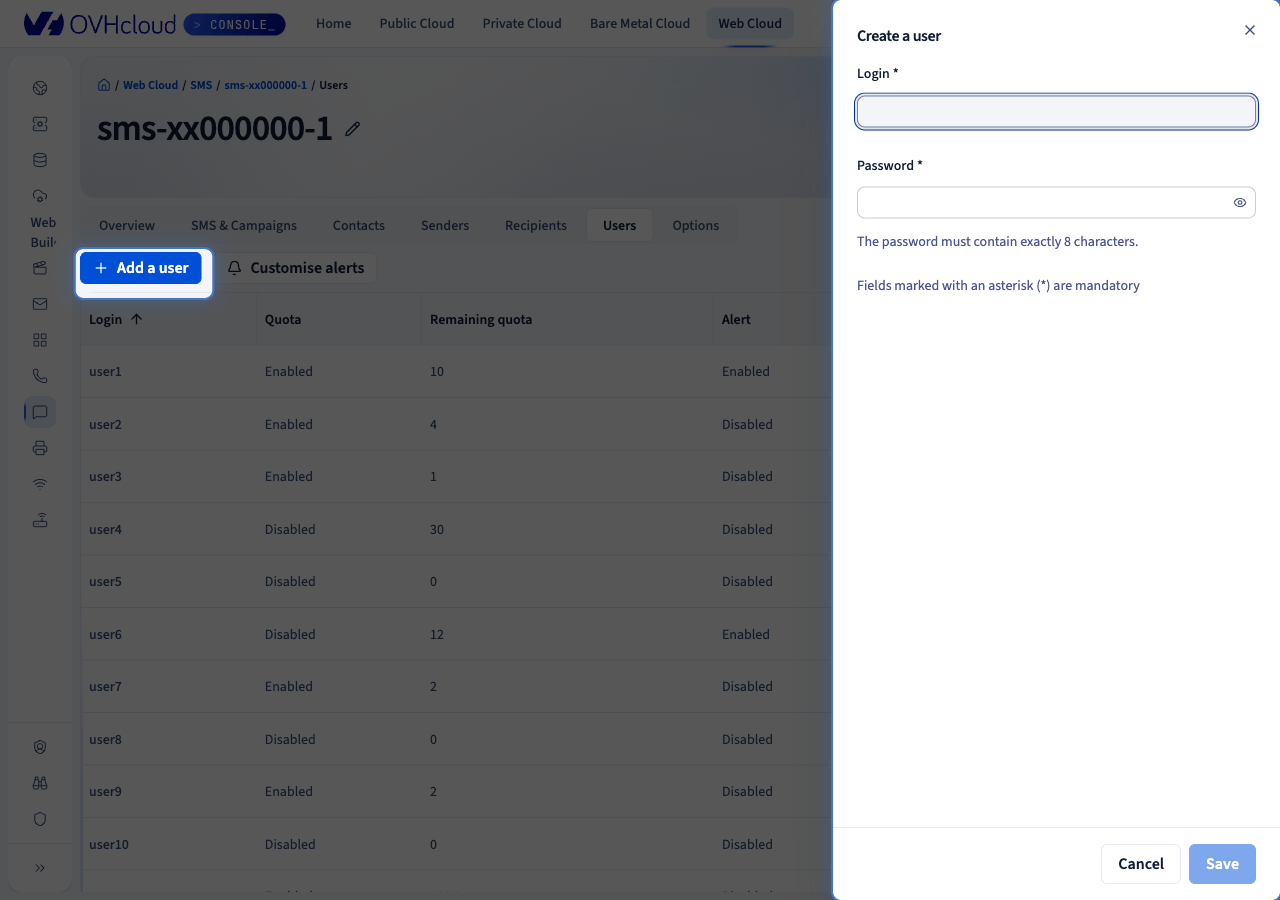 OVHcloud > CONSOLE_ Home Public Cloud Private Cloud Bare Metal Cloud Web Cloud
/ Web Cloud / SMS / sms-xx000000-1 / Users
sms-xx000000-1
Web
Buil
Overview SMS & Campaigns Contacts Senders Recipients Users Options
+ Add a user Customise alerts
Login Quota Remaining quota Alert
user1 Enabled 10 Enabled
user2 Enabled 4 Disabled
user3 Enabled 1 Disabled
user4 Disabled 30 Disabled
user5 Disabled 0 Disabled
user6 Disabled 12 Enabled
user7 Enabled 2 Disabled
user8 Disabled 0 Disabled
user9 Enabled 2 Disabled
user10 Disabled 0 Disabled
Create a user
Login *
Password *
The password must contain exactly 8 characters.
Fields marked with an asterisk (*) are mandatory
Cancel Save